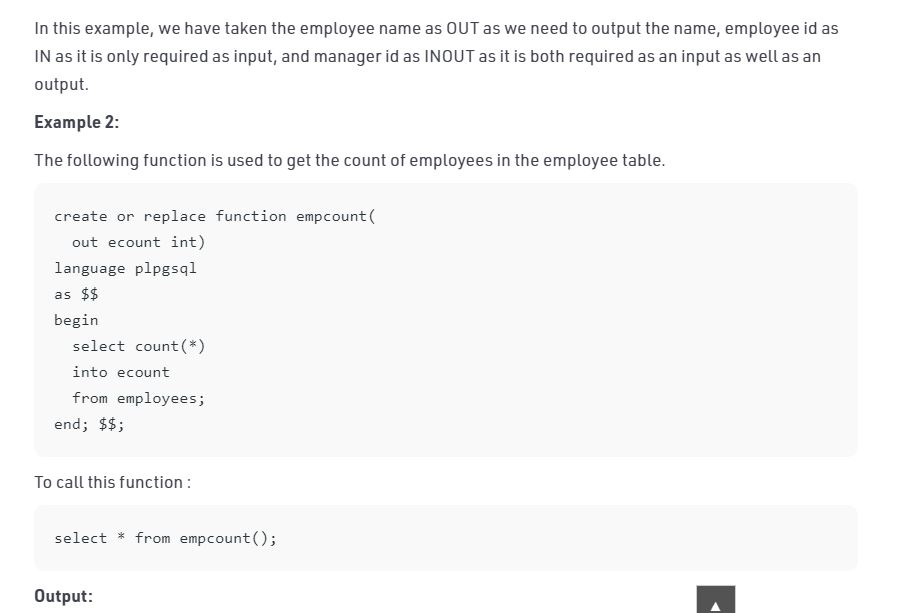 In this example, we have taken the employee name as OUT as we need to output the name, employee id as
IN as it is only required as input, and manager id as INOUT as it is both required as an input as well as an
output.
Example 2:
The following function is used to get the count of employees in the employee table.
create or replace function empcount(
  out ecount int)
language plpgsql
as $$
begin
  select count(*)
  into ecount
  from employees;
end; $$;
To call this function :
select * from empcount();
Output: